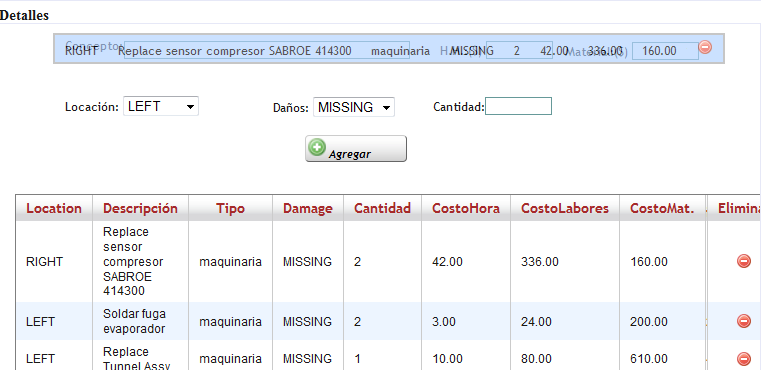 Detalles
Conceptos RIGHT Replace sensor compresor SABROE 414300 maquinaria H MISSING 2 42.00 336.00 Material($) 160.00
Locación: LEFT Daños: MISSING Cantidad:
Agregar
Location Descripción Tipo Damage Cantidad CostoHora CostoLabores CostoMat. Elimina
RIGHT Replace sensor compresor SABROE 414300 maquinaria MISSING 2 42.00 336.00 160.00
LEFT Soldar fuga evaporador maquinaria MISSING 2 3.00 24.00 200.00
LEFT Replace Tunnel Assy maquinaria MISSING 1 10.00 80.00 610.00